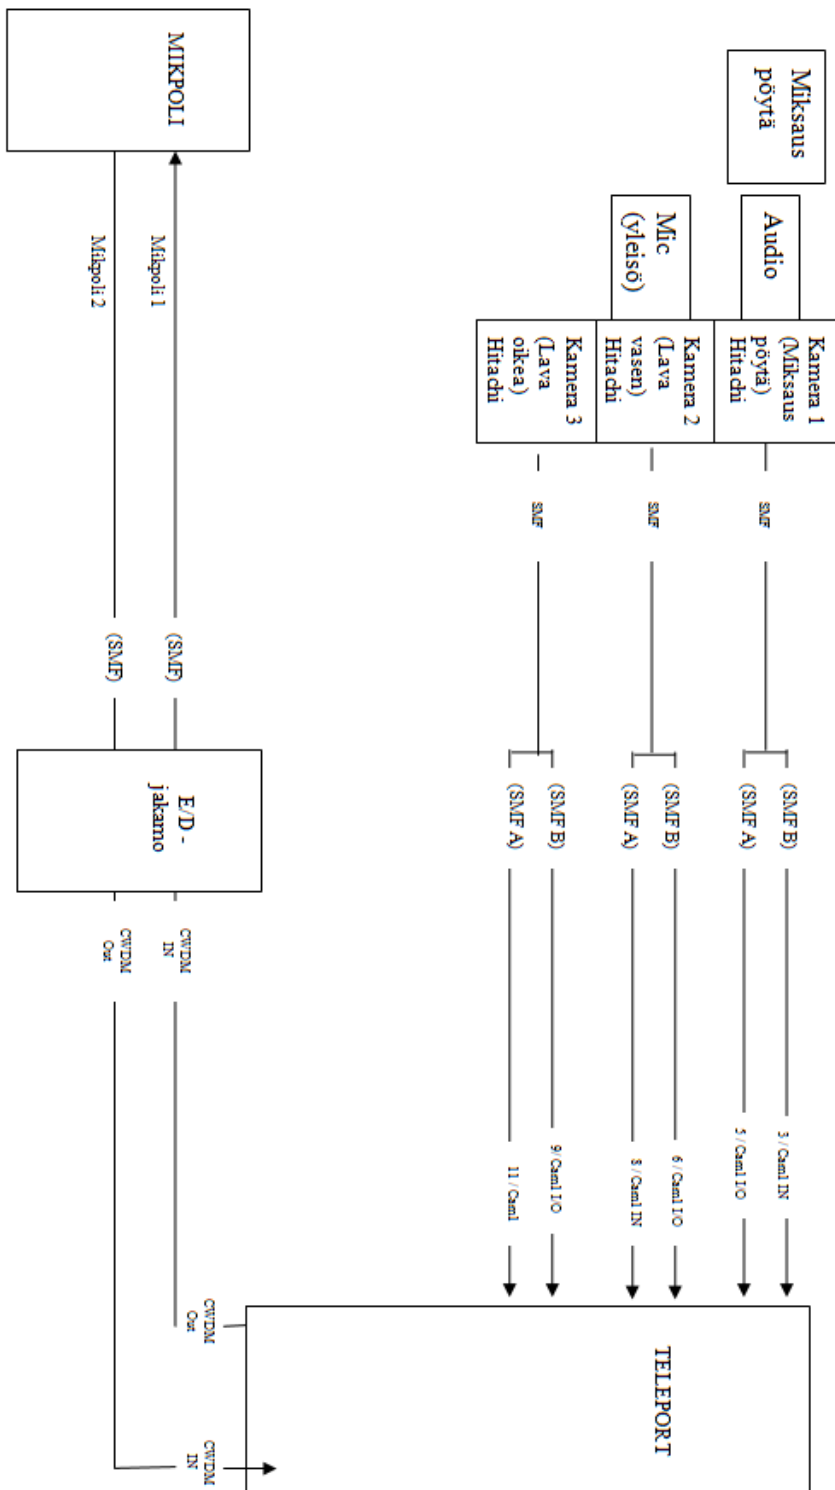 Miksaus
pöytä
Audio
Kamera 1
(Miksaus
pöytä)
Hitachi
SMF
(SMF B)
(SMF A)
3 / Cam1 IN
5 / Cam1 I/O
Mic
(yleisö)
Kamera 2
(Lava
vasen)
Hitachi
SMF
(SMF B)
(SMF A)
6 / Cam1 I/O
8 / Cam1 IN
Kamera 3
(Lava
oikea)
Hitachi
SMF
(SMF B)
(SMF A)
9/ Cam1 I/O
11 / Cam1
TELEPORT
CWDM
Out
CWDM
IN
MIKPOLI
Mikpoli 1
Mikpoli 2
(SMF)
(SMF)
E/D -
jakamo
CWDM
IN
CWDM
Out